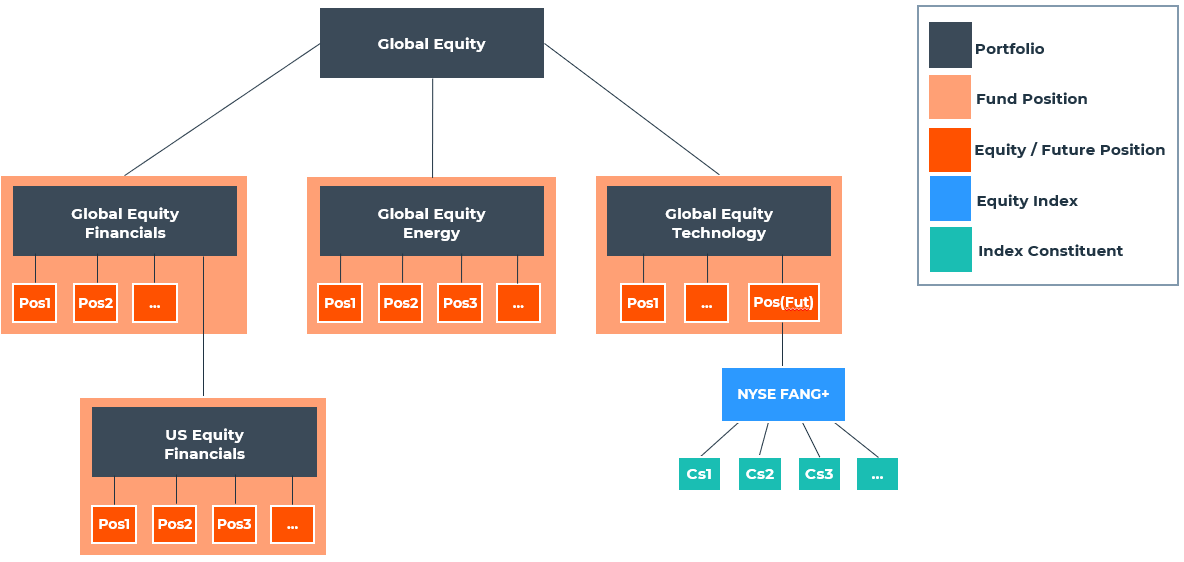 Global Equity
Portfolio
Fund Position
Equity / Future Position
Equity Index
Index Constituent
Global Equity
Financials
Global Equity
Energy
Global Equity
Technology
Pos1
Pos2
...
Pos1
Pos2
Pos3
...
Pos1
...
Pos(Fut)
NYSE FANG+
US Equity
Financials
Cs1
Cs2
Cs3
...
Pos1
Pos2
Pos3
...